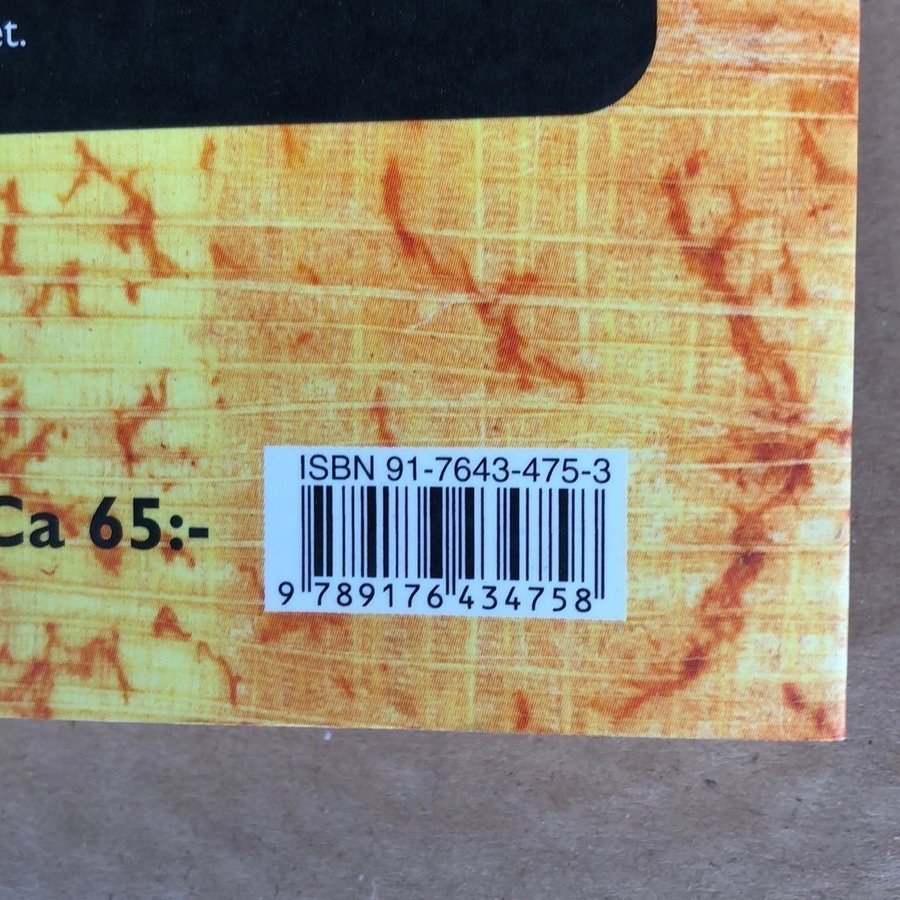 et.
ISBN 91-7643-475-3
Ca 65:-
9 789176 434758